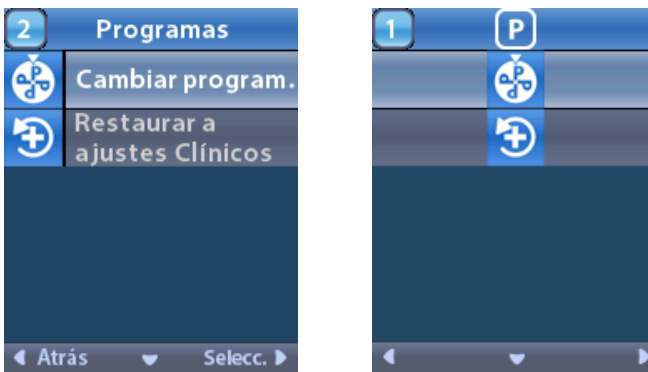 2 Programas
Cambiar program.
Restaurar a
ajustes Clínicos
Atrás Selecc.
1 P